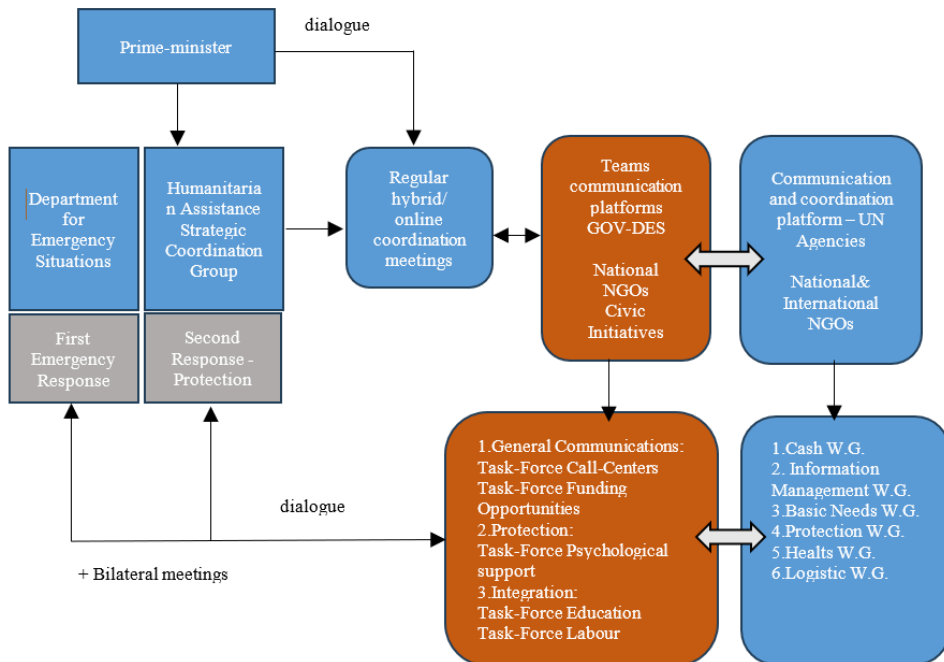 dialogue
Prime-minister
Department
for
Emergency
Situations
Humanitaria
n Assistance
Strategic
Coordination
Group
Regular
hybrid/
online
coordination
meetings
Teams
communication
platforms
GOV-DES
National
NGOs
Civic
Initiatives
Communication
and coordination
platform – UN
Agencies
National&
International
NGOs
First
Emergency
Response
Second
Response -
Protection
1.General Communications:
Task-Force Call-Centers
Task-Force Funding
Opportunities
2.Protection:
Task-Force Psychological
support
3.Integration:
Task-Force Education
Task-Force Labour
1.Cash W.G.
2. Information
Management W.G.
3.Basic Needs W.G.
4.Protection W.G.
5.Healts W.G.
6.Logistic W.G.
dialogue
+ Bilateral meetings